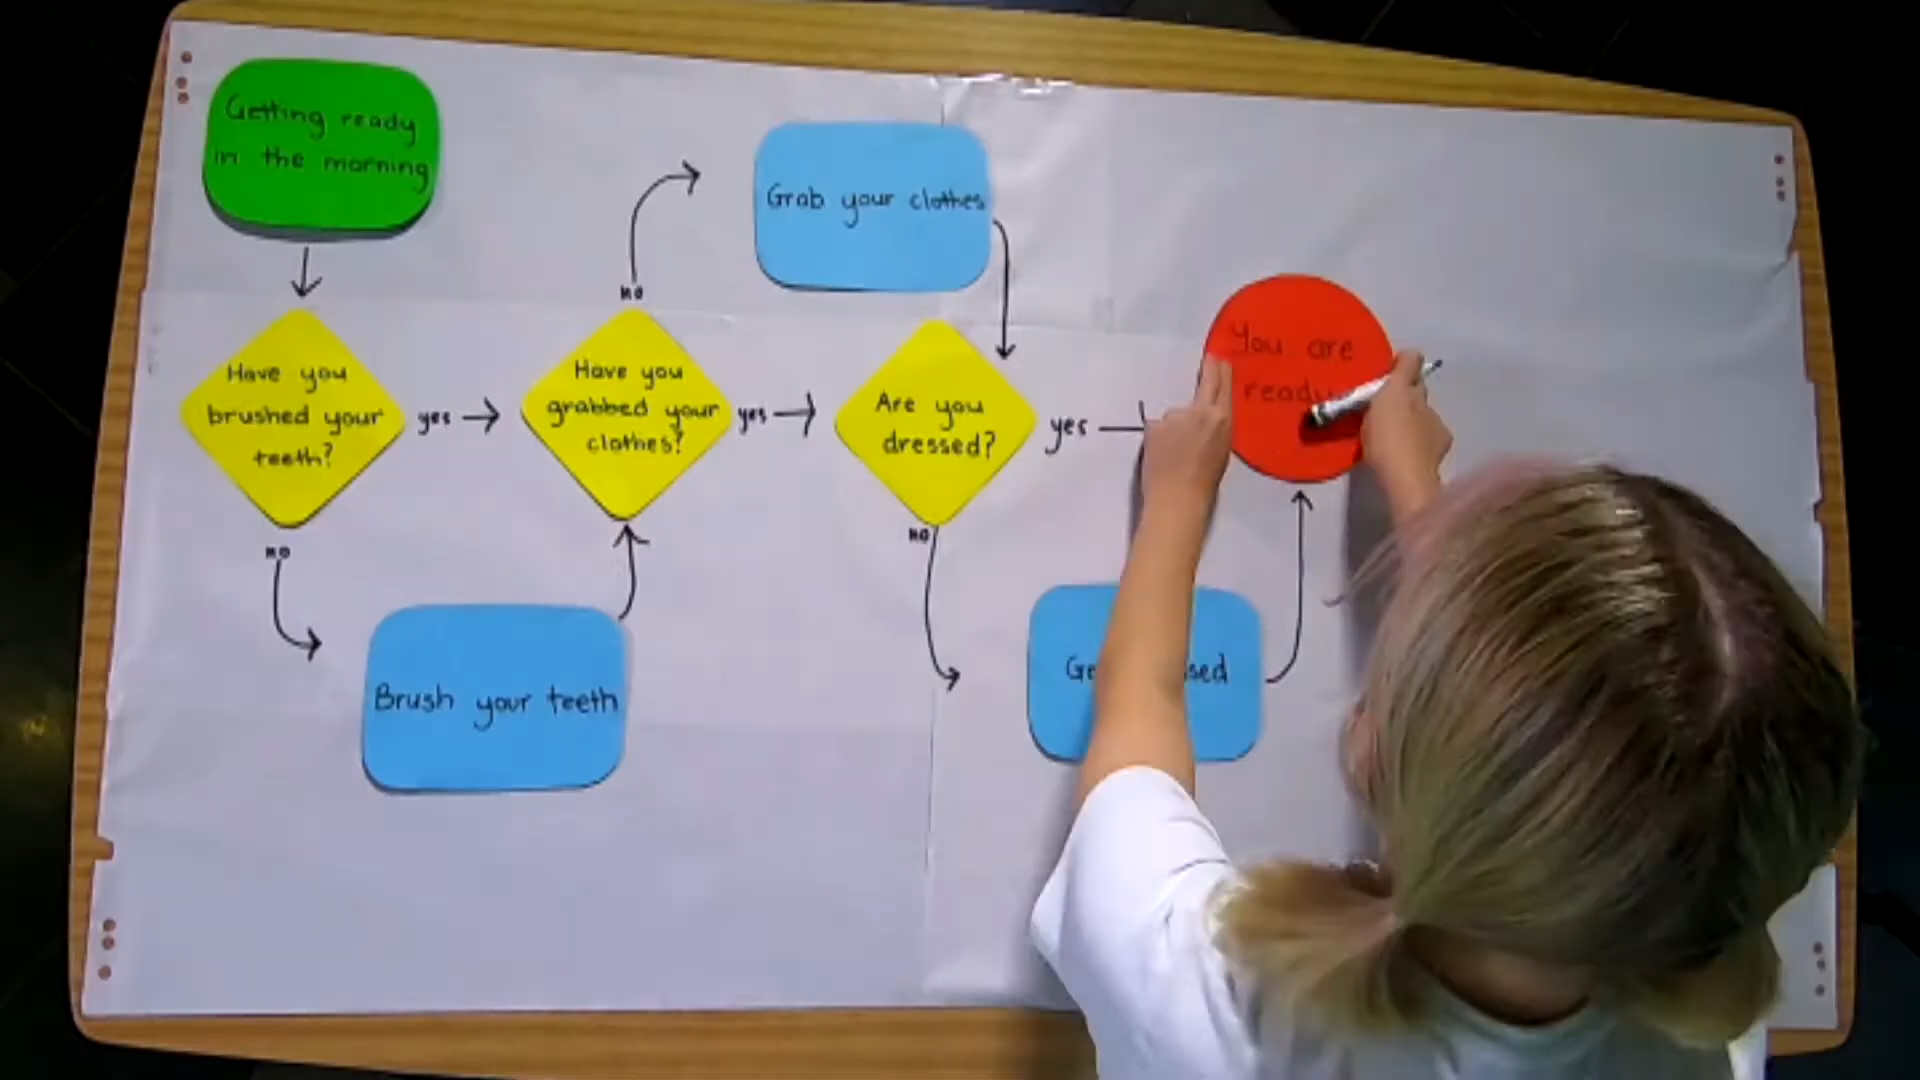 Getting ready
in the morning
Have you
brushed your
teeth?
yes
no
Brush your teeth
Have you
grabbed your
clothes?
no
yes
Grab your clothes
Are you
dressed?
yes
no
You are
ready